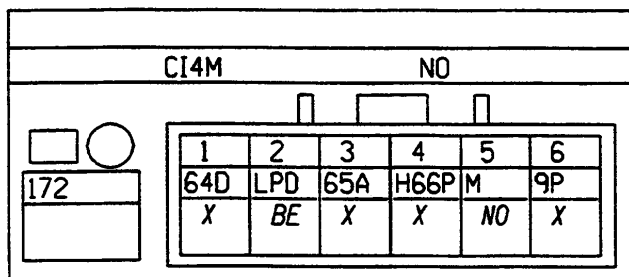 CI4M NO
1 2 3 4 5 6
172 64D LPD 65A H66P M 9P
X BE X X NO X